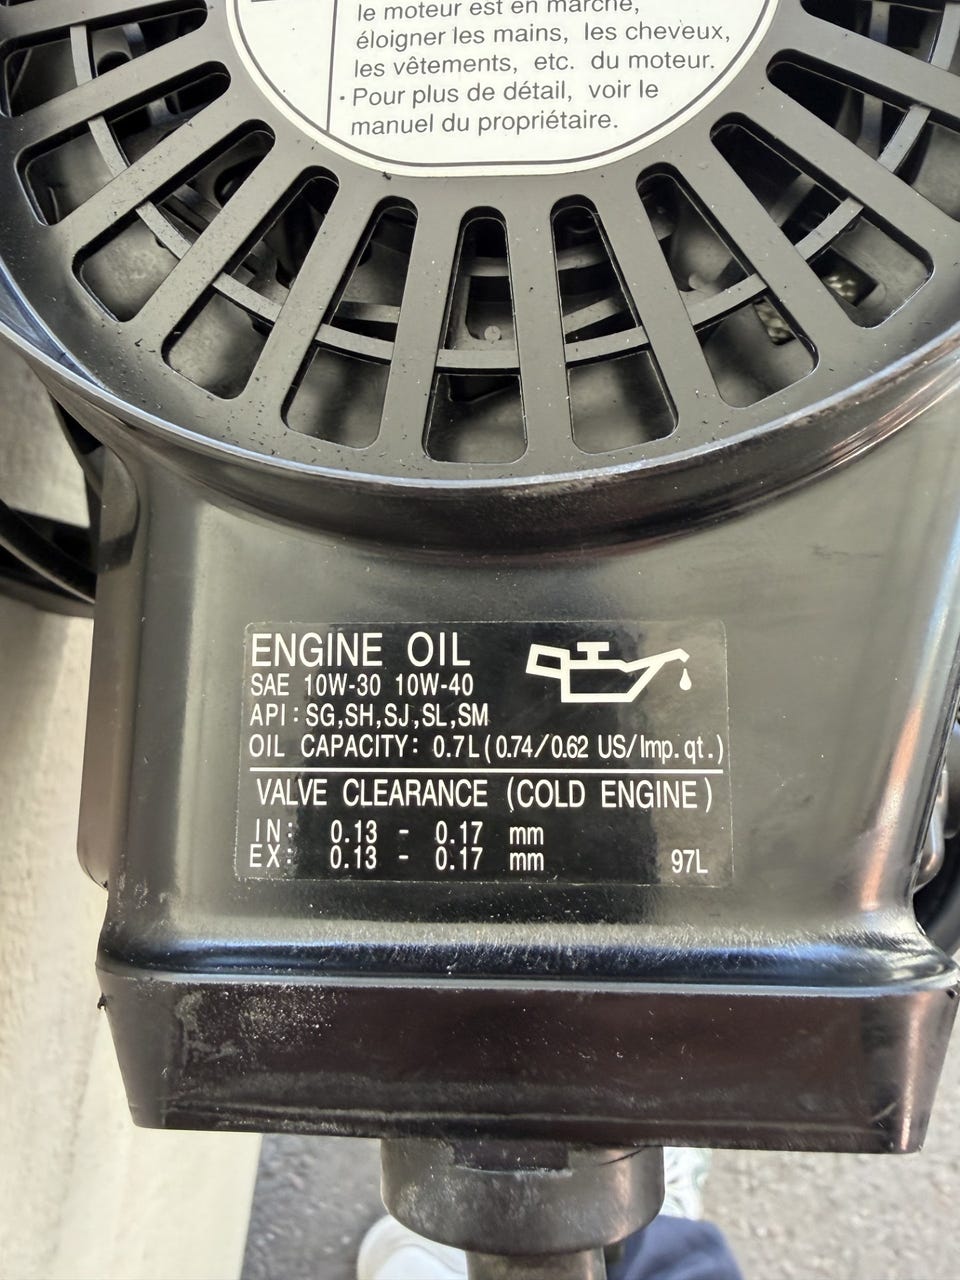 le moteur est en marche,
éloigner les mains, les cheveux,
les vêtements, etc. du moteur.
· Pour plus de détail, voir le
manuel du propriétaire.
ENGINE OIL
SAE 10W-30 10W-40
API: SG,SH,SJ,SL,SM
OIL CAPACITY: 0.7L(0.74/0.62 US/Imp.qt.)
VALVE CLEARANCE (COLD ENGINE)
IN: 0.13 - 0.17 mm
EX: 0.13 - 0.17 mm 97L